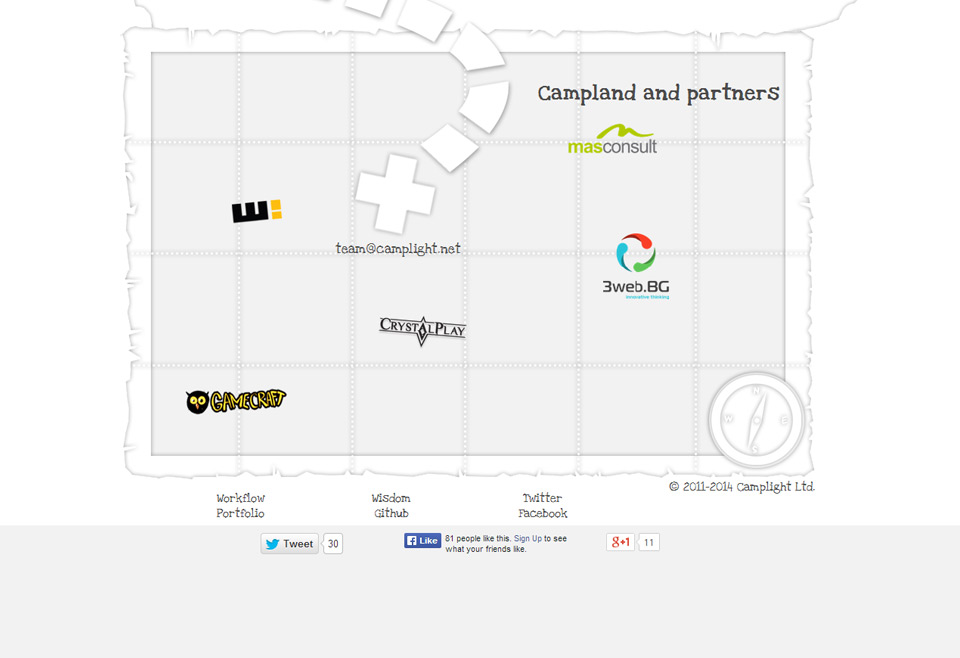 Campland and partners
masconsult
team@camplight.net
3web.BG
innovative thinking
CRYSTALPLAY
GAMECRAFT
N
W
E
S
© 2011-2014 Camplight Ltd.
Workflow
Wisdom
Twitter
Portfolio
Github
Facebook
Tweet
30
Like
81 people like this. Sign Up to see
what your friends like.
g+1
11